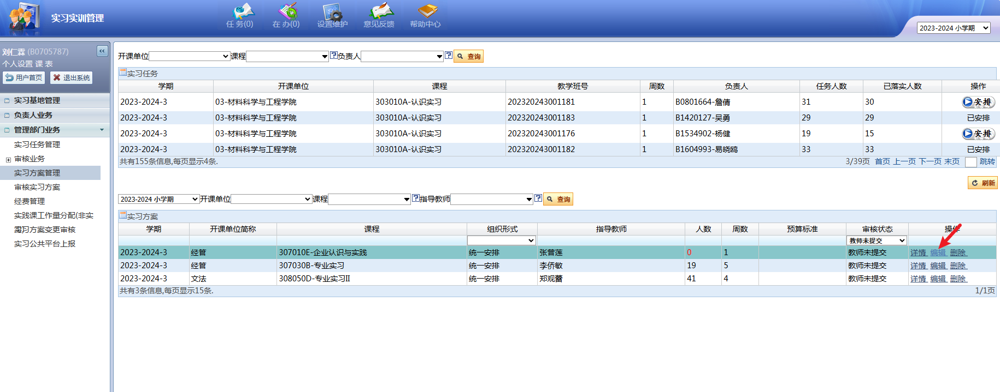 实习实训管理
任 务(0) 在 办(0) 设置维护 意见反馈 帮助中心
2023-2024 小学期
刘仁霖 (B0705787)
个人设置 课 表
用户首页 退出系统
实习基地管理
负责人业务
管理部门业务
实习任务管理
审核业务
实习方案管理
审核实习方案
经费管理
实践课工作量分配(非实
实习方案变更审核
实习公共平台上报
开课单位 课程 ? 负责人 ? 查询
实习任务
学期 开课单位 课程 教学班号 周数 负责人 任务人数 已落实人数 操作
2023-2024-3 03-材料科学与工程学院 303010A-认识实习 202320243001181 1 B0801664-詹倩 31 30 安排
2023-2024-3 03-材料科学与工程学院 303010A-认识实习 202320243001183 1 B1420127-吴勇 29 29 已安排
2023-2024-3 03-材料科学与工程学院 303010A-认识实习 202320243001176 1 B1534902-杨健 19 15 安排
2023-2024-3 03-材料科学与工程学院 303010A-认识实习 202320243001182 1 B1604993-易晓鸥 33 33 已安排
共有155条信息,每页显示4条. 3/39页 首页 上一页 下一页 末页 跳转
刷新
2023-2024 小学期 开课单位 课程 ? 指导教师 ? 查询
实习方案
学期 开课单位简称 课程 组织形式 指导教师 人数 周数 预算标准 审核状态 操作
教师未提交
2023-2024-3 经管 307010E-企业认识与实践 统一安排 张曾莲 0 1 教师未提交 详情 编辑 删除
2023-2024-3 经管 307030B-专业实习 统一安排 李侨敏 19 5 教师未提交 详情 编辑 删除
2023-2024-3 文法 308050D-专业实习II 统一安排 郑观蕾 41 4 教师未提交 详情 编辑 删除
共有3条信息,每页显示15条. 1/1页